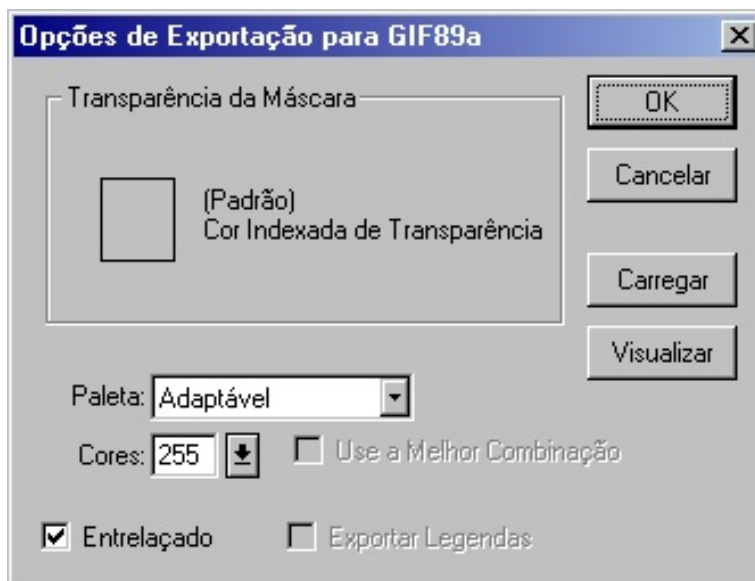 Opções de Exportação para GIF89a
Transparência da Máscara
(Padrão)
Cor Indexada de Transparência
OK
Cancelar
Carregar
Visualizar
Paleta: Adaptável
Cores: 255 Use a Melhor Combinação
Entrelaçado Exportar Legendas